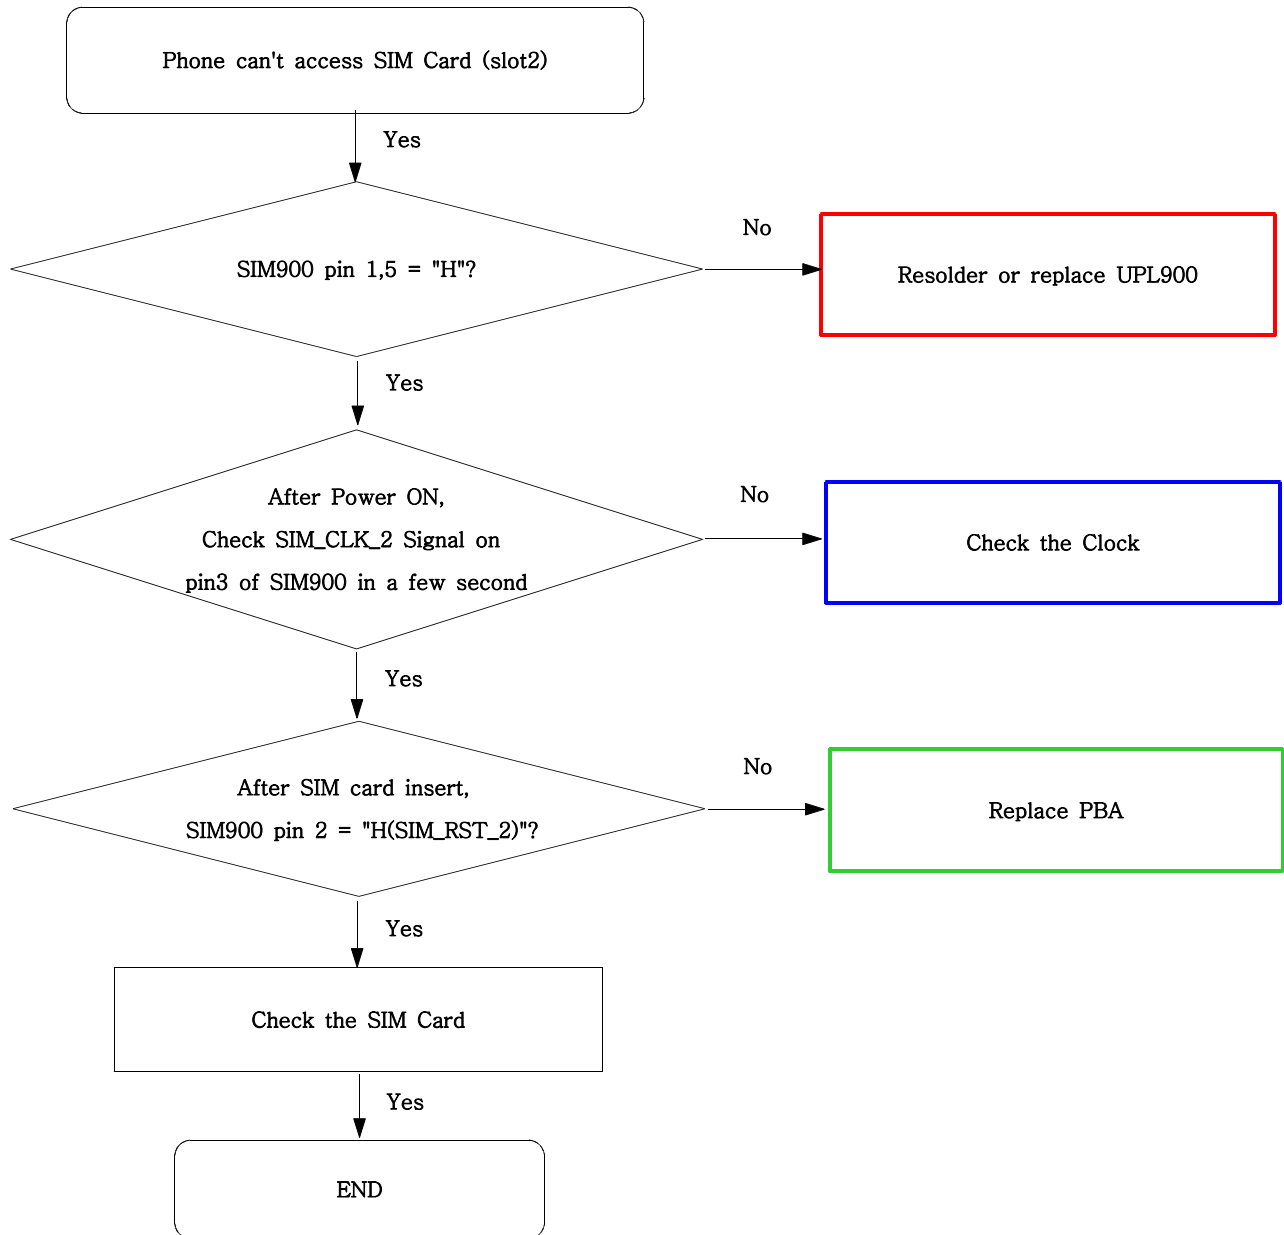 Phone can't access SIM Card (slot2)
Yes
No
SIM900 pin 1,5 = "H"?
Resolder or replace UPL900
Yes
After Power ON,
Check SIM_CLK_2 Signal on
pin3 of SIM900 in a few second
No
Check the Clock
Yes
After SIM card insert,
SIM900 pin 2 = "H(SIM_RST_2)"?
No
Replace PBA
Yes
Check the SIM Card
Yes
END